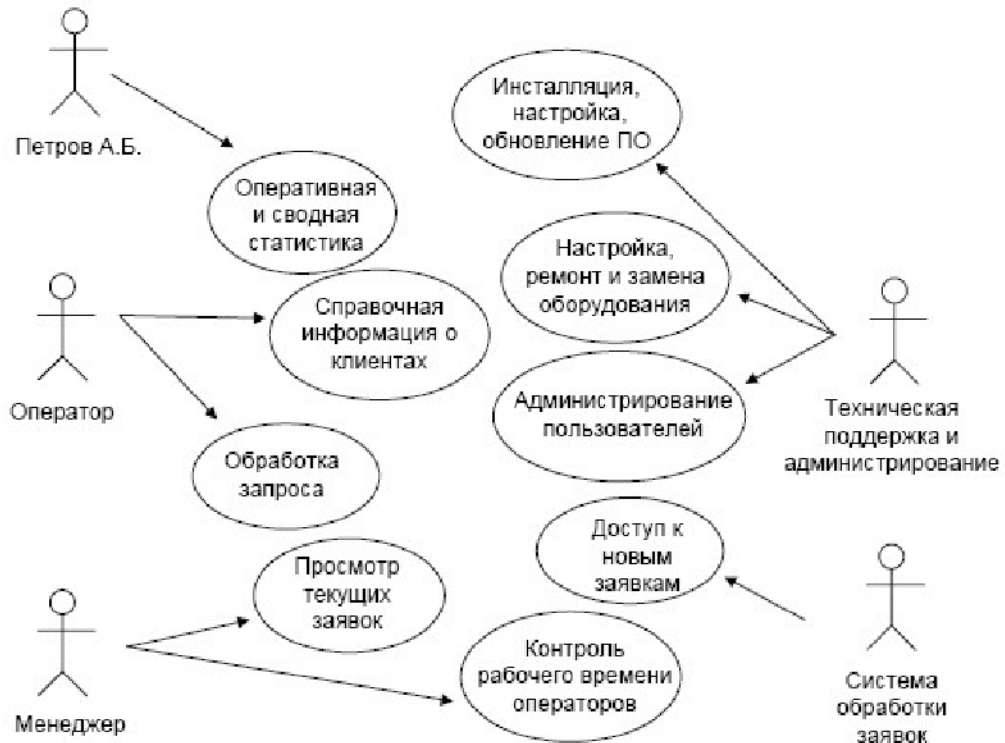 Петров А.Б.
Инсталляция,
настройка,
обновление ПО
Оперативная
и сводная
статистика
Настройка,
ремонт и замена
оборудования
Справочная
информация о
клиентах
Оператор
Администрирование
пользователей
Техническая
поддержка и
администрирование
Обработка
запроса
Доступ к
новым
заявкам
Просмотр
текущих
заявок
Контроль
рабочего времени
операторов
Менеджер
Система
обработки
заявок